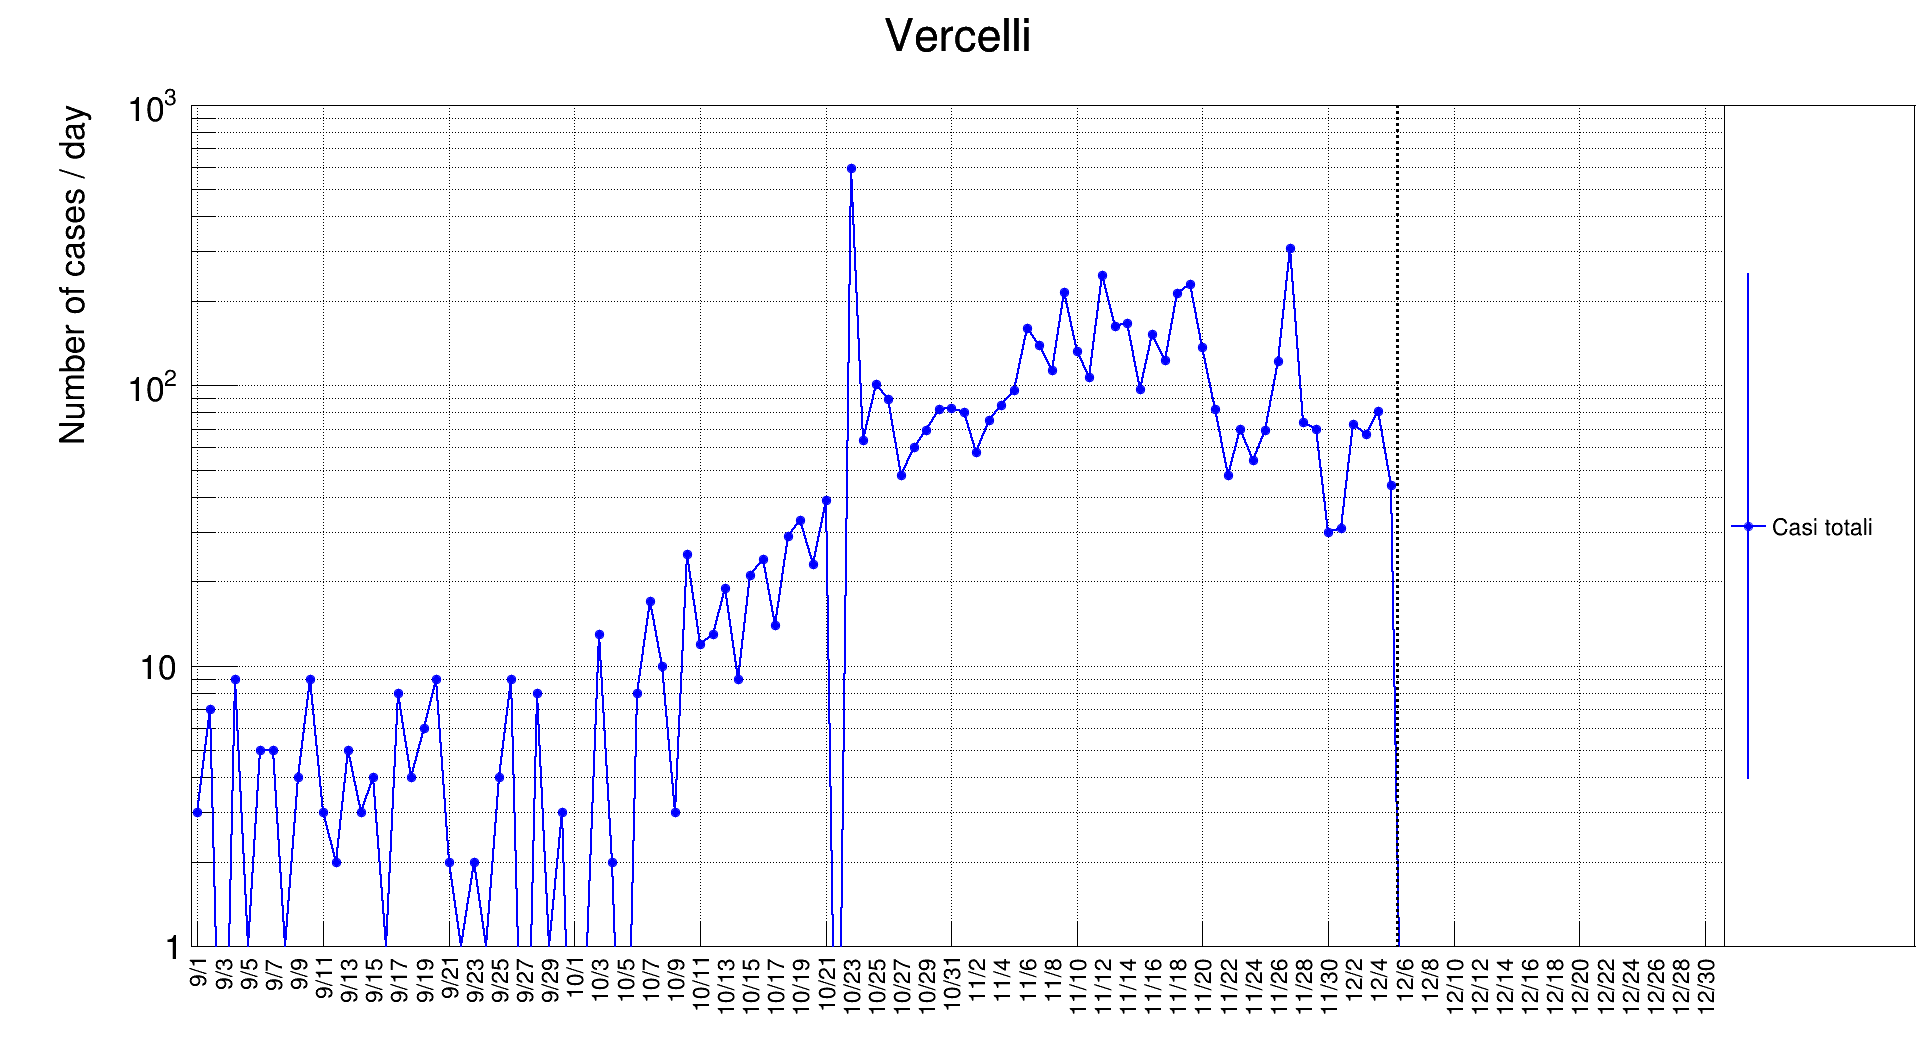 Vercelli
Number of cases / day
10³
10²
10
1
9/1 9/3 9/5 9/7 9/9 9/11 9/13 9/15 9/17 9/19 9/21 9/23 9/25 9/27 9/29 10/1 10/3 10/5 10/7 10/9 10/11 10/13 10/15 10/17 10/19 10/21 10/23 10/25 10/27 10/29 10/31 11/2 11/4 11/6 11/8 11/10 11/12 11/14 11/16 11/18 11/20 11/22 11/24 11/26 11/28 11/30 12/2 12/4 12/6 12/8 12/10 12/12 12/14 12/16 12/18 12/20 12/22 12/24 12/26 12/28 12/30
Casi totali